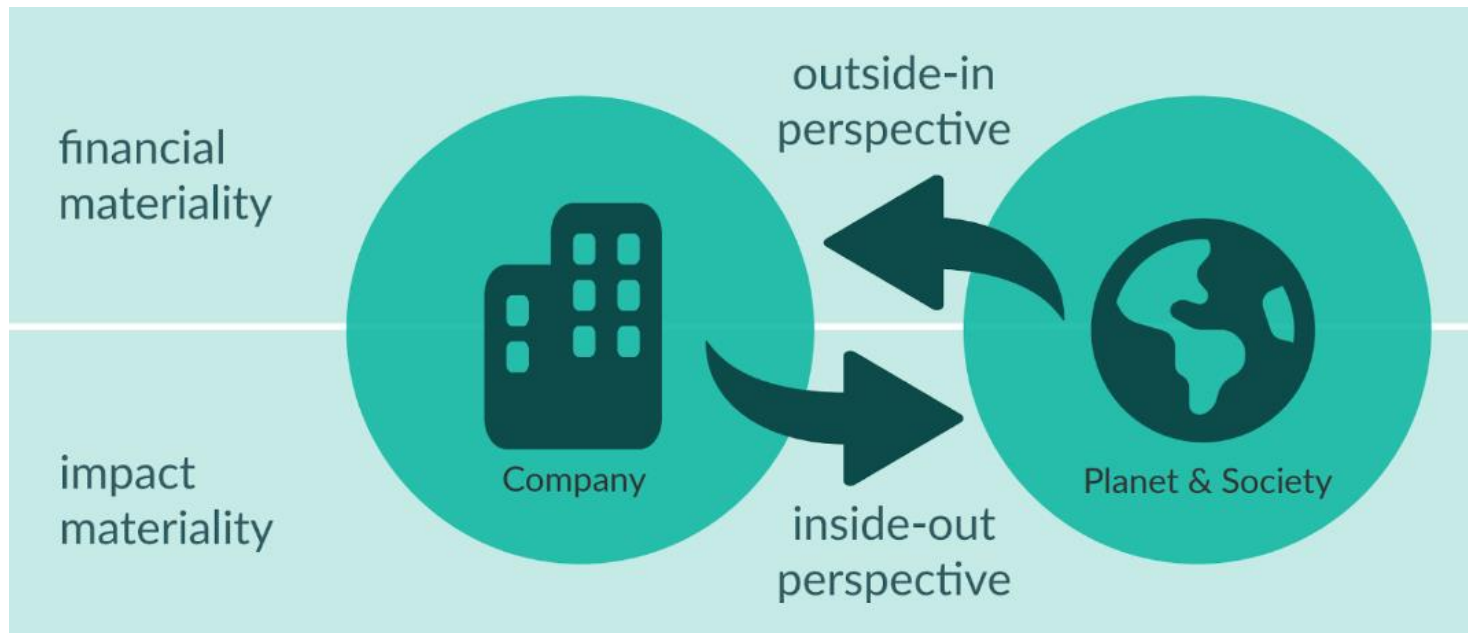 financial
materiality
outside-in
perspective
impact
materiality
Company
inside-out
perspective
Planet & Society